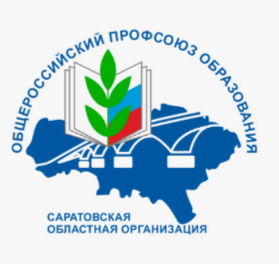 ОБЩЕРОССИЙСКИЙ ПРОФСОЮЗ ОБРАЗОВАНИЯ
САРАТОВСКАЯ
ОБЛАСТНАЯ ОРГАНИЗАЦИЯ